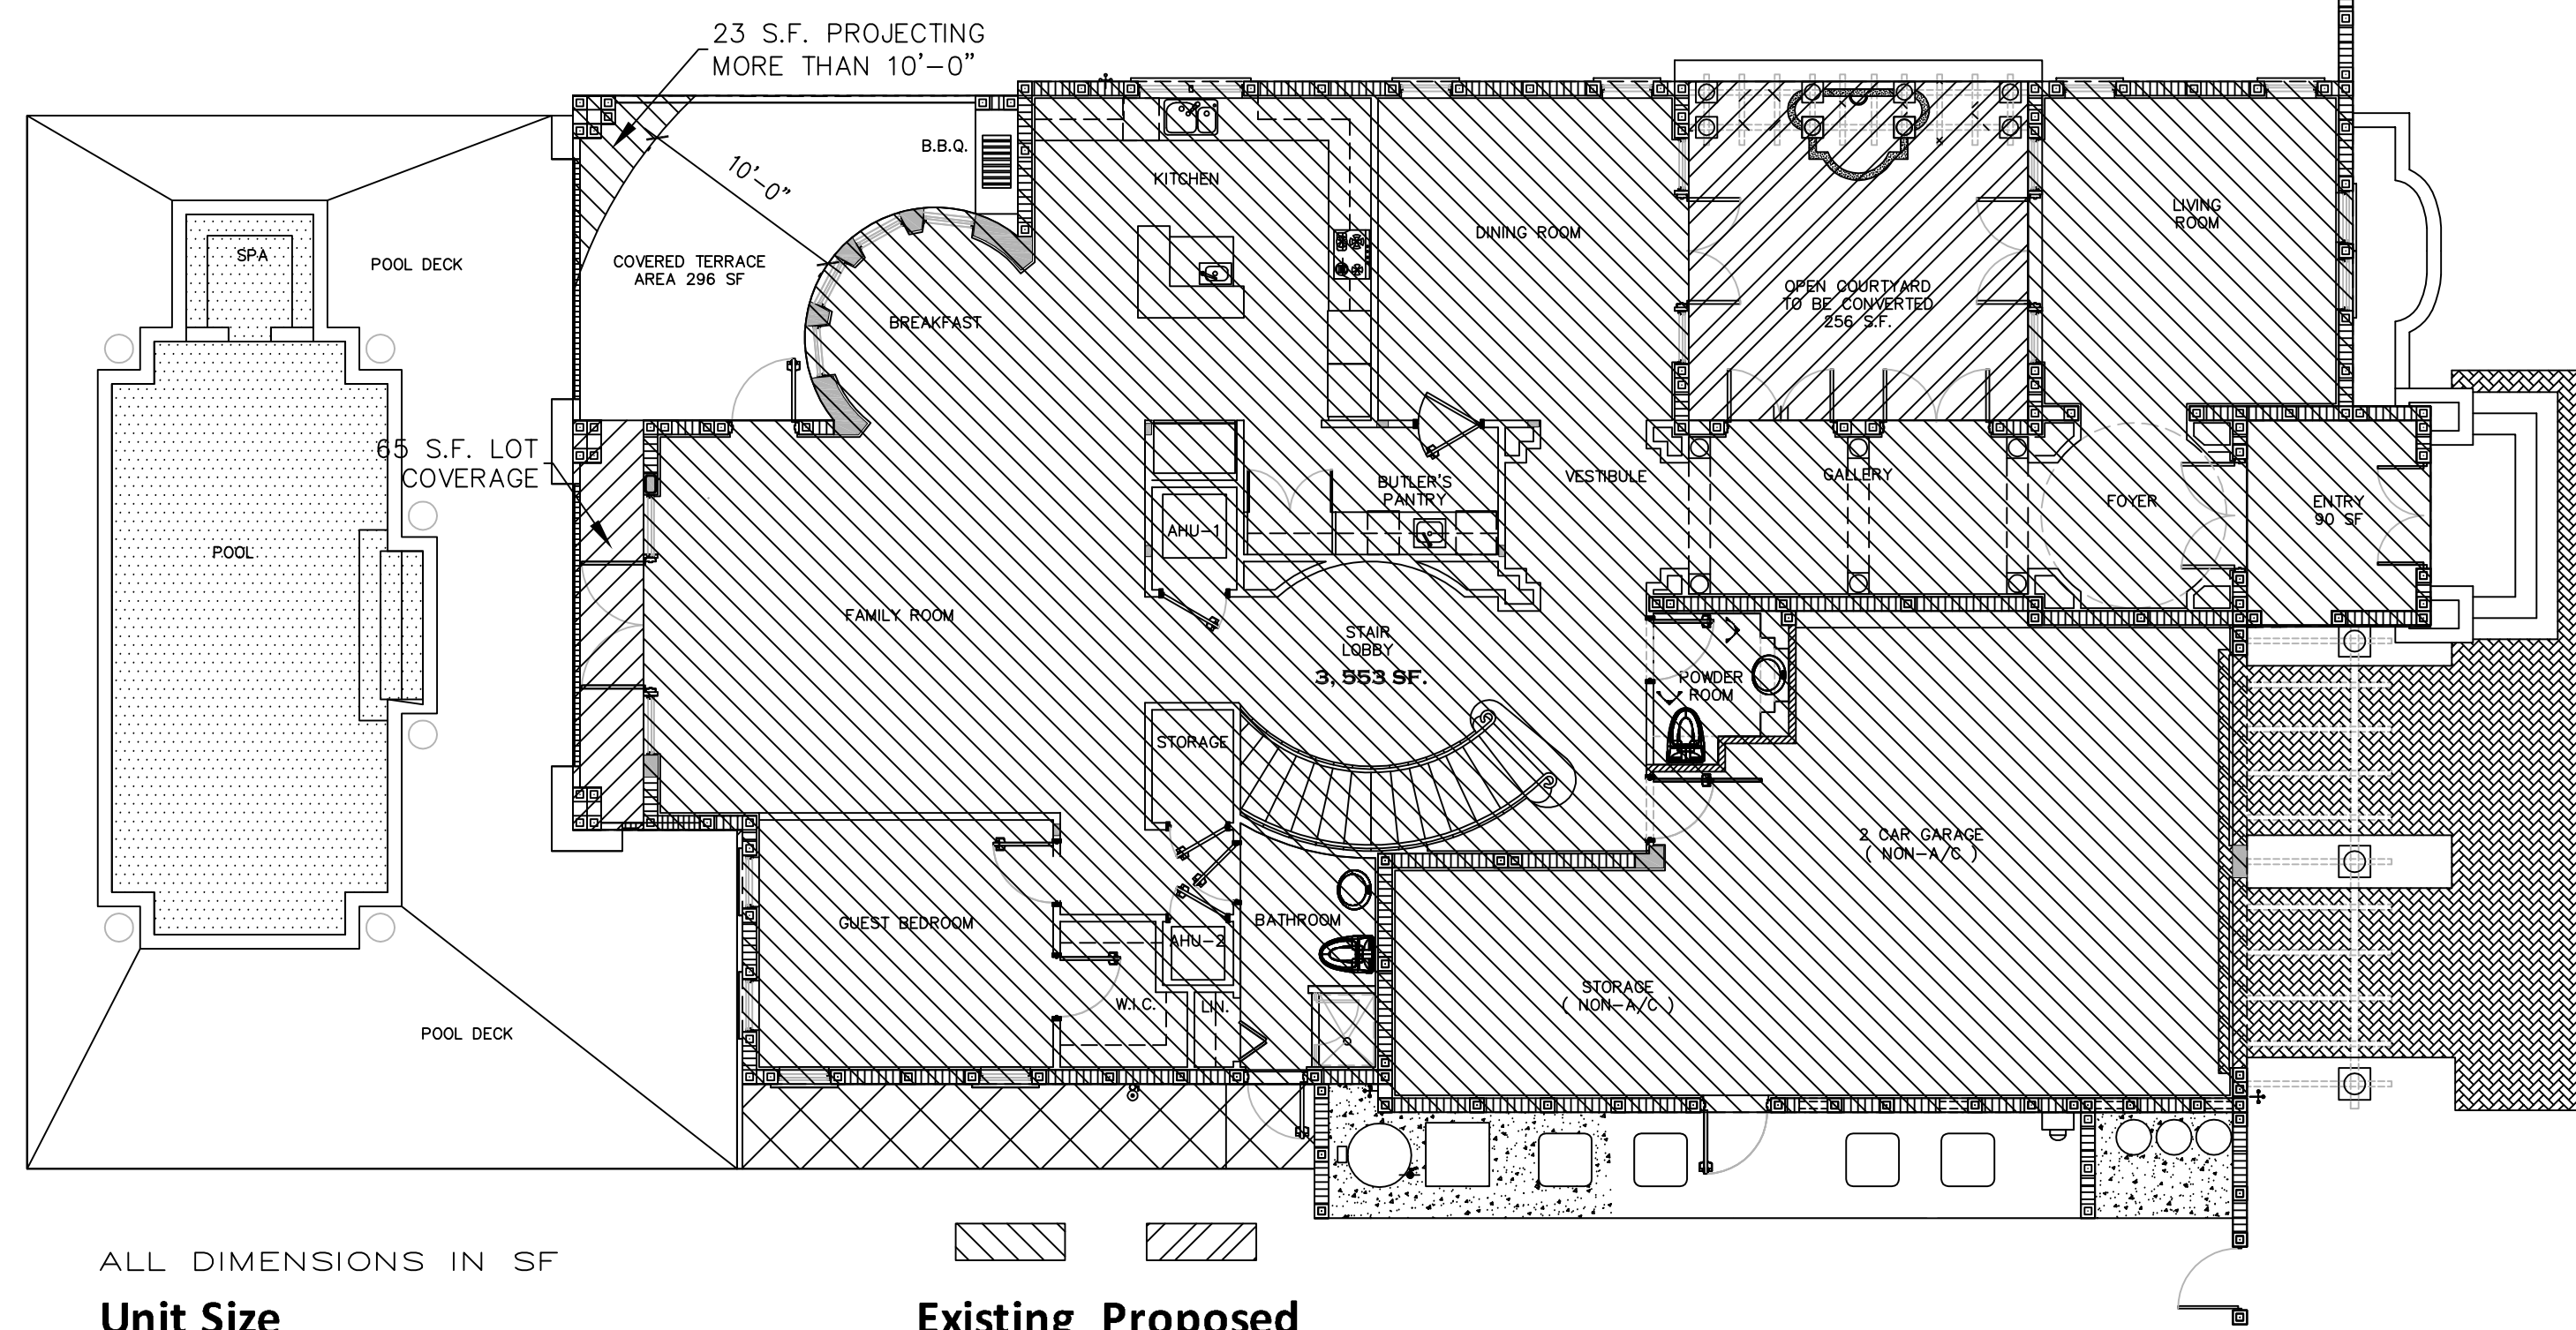 23 S.F. PROJECTING
MORE THAN 10'-0"
10'-0"
B.B.Q.
KITCHEN
SPA
POOL DECK
COVERED TERRACE
AREA 296 SF
BREAKFAST
DINING ROOM
OPEN COURTYARD
TO BE CONVERTED
256 S.F.
LIVING
ROOM
65 S.F. LOT
COVERAGE
POOL
AHU-1
BUTLER'S
PANTRY
VESTIBULE
GALLERY
FOYER
ENTRY
90 SF
FAMILY ROOM
STAIR
LOBBY
3, 553 SF.
POWDER
ROOM
STORAGE
2 CAR GARAGE
( NON-A/C )
GUEST BEDROOM
AHU-2
BATHROOM
W.I.C.
LIN.
STORAGE
( NON-A/C )
POOL DECK
ALL DIMENSIONS IN SF
Unit Size
Existing Proposed